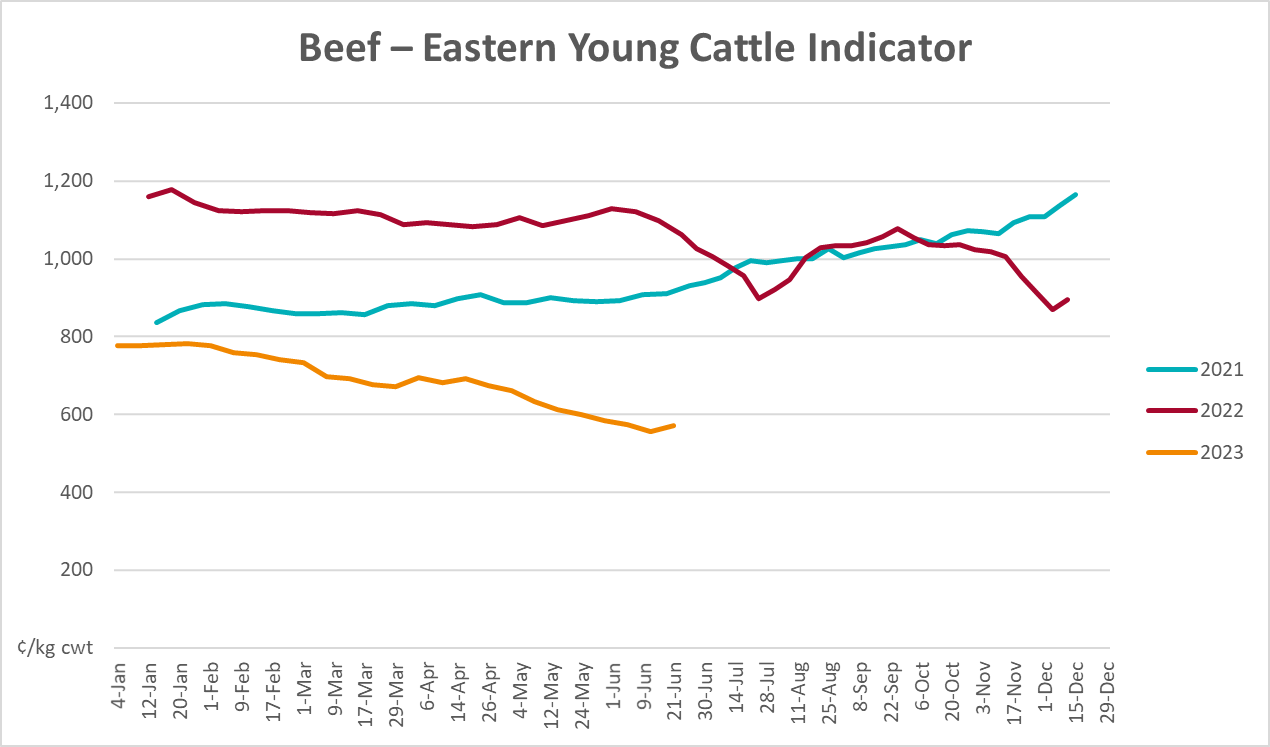 Beef – Eastern Young Cattle Indicator
1,400
1,200
1,000
800
600
400
200
¢/kg cwt
2021
2022
2023
4-Jan
12-Jan
20-Jan
1-Feb
9-Feb
17-Feb
1-Mar
9-Mar
17-Mar
29-Mar
6-Apr
14-Apr
26-Apr
4-May
12-May
24-May
1-Jun
9-Jun
21-Jun
30-Jun
14-Jul
28-Jul
11-Aug
25-Aug
8-Sep
22-Sep
6-Oct
20-Oct
3-Nov
17-Nov
1-Dec
15-Dec
29-Dec